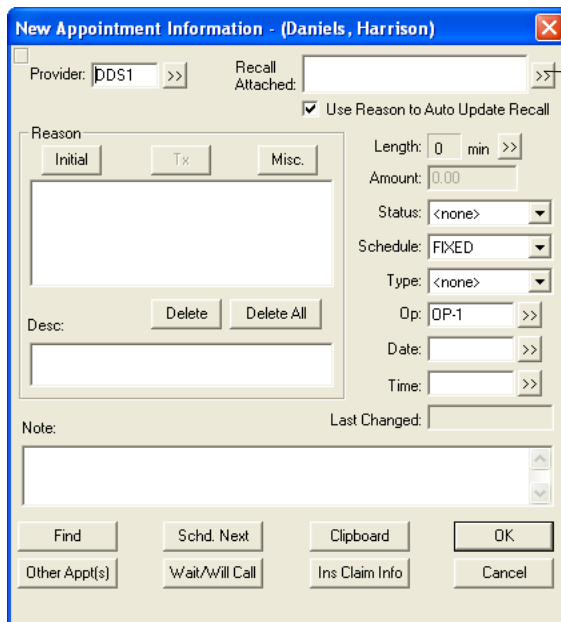 New Appointment Information - (Daniels, Harrison)
Provider: DDS1 >> Recall Attached: >>
Use Reason to Auto Update Recall
Reason
Initial Tx Misc.
Length: 0 min >>
Amount: 0.00
Status: <none>
Schedule: FIXED
Type: <none>
Delete Delete All
Op: OP-1 >>
Desc:
Date: >>
Time: >>
Last Changed:
Note:
Find Schd. Next Clipboard OK
Other Appt(s) Wait/Will Call Ins Claim Info Cancel